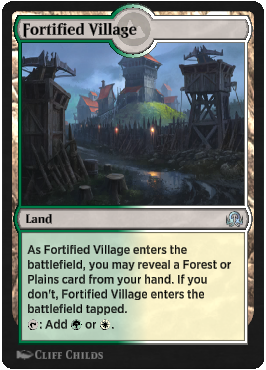 Fortified Village
Land
As Fortified Village enters the
battlefield, you may reveal a Forest or
Plains card from your hand. If you
don't, Fortified Village enters the
battlefield tapped.
: Add or .
Cliff Childs